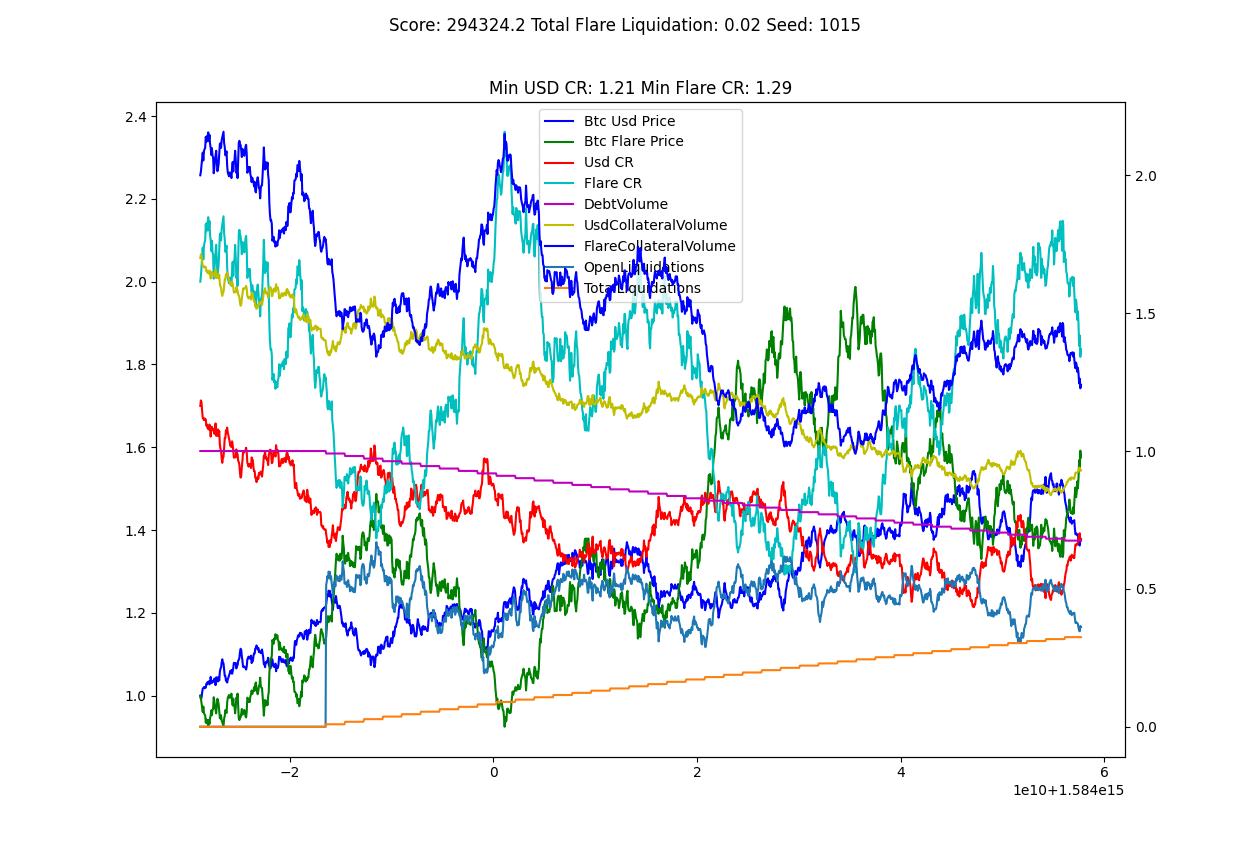 Score: 294324.2 Total Flare Liquidation: 0.02 Seed: 1015
Min USD CR: 1.21 Min Flare CR: 1.29
2.4
2.2
2.0
1.8
1.6
1.4
1.2
1.0
Btc Usd Price
Btc Flare Price
Usd CR
Flare CR
DebtVolume
UsdCollateralVolume
FlareCollateralVolume
OpenLiquidations
TotalLiquidations
2.0
1.5
1.0
0.5
0.0
−2 0 2 4 6
1e10+1.584e15